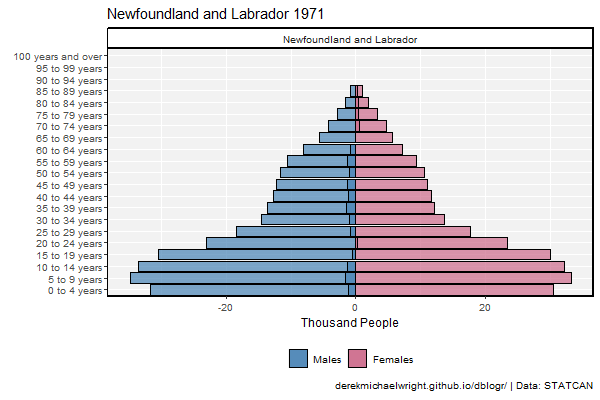 Newfoundland and Labrador 1971
Newfoundland and Labrador
100 years and over
95 to 99 years
90 to 94 years
85 to 89 years
80 to 84 years
75 to 79 years
70 to 74 years
65 to 69 years
60 to 64 years
55 to 59 years
50 to 54 years
45 to 49 years
40 to 44 years
35 to 39 years
30 to 34 years
25 to 29 years
20 to 24 years
15 to 19 years
10 to 14 years
5 to 9 years
0 to 4 years
-20 0 20
Thousand People
Males Females
derekmichaelwright.github.io/dblogr/ | Data: STATCAN